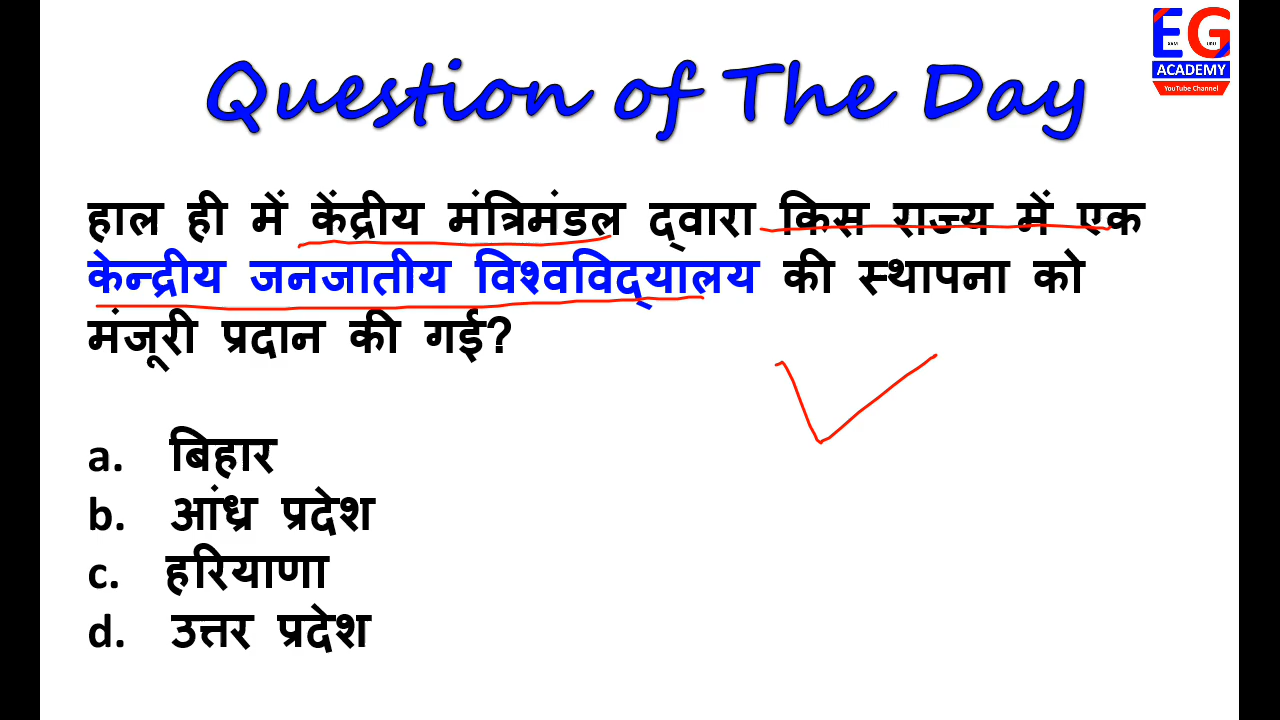 EG
ACADEMY
YouTube Channel
Question of The Day
हाल ही में केंद्रीय मंत्रिमंडल द्वारा किस राज्य में एक
केन्द्रीय जनजातीय विश्वविद्यालय की स्थापना को
मंजूरी प्रदान की गई?
a. बिहार
b. आंध्र प्रदेश
c. हरियाणा
d. उत्तर प्रदेश